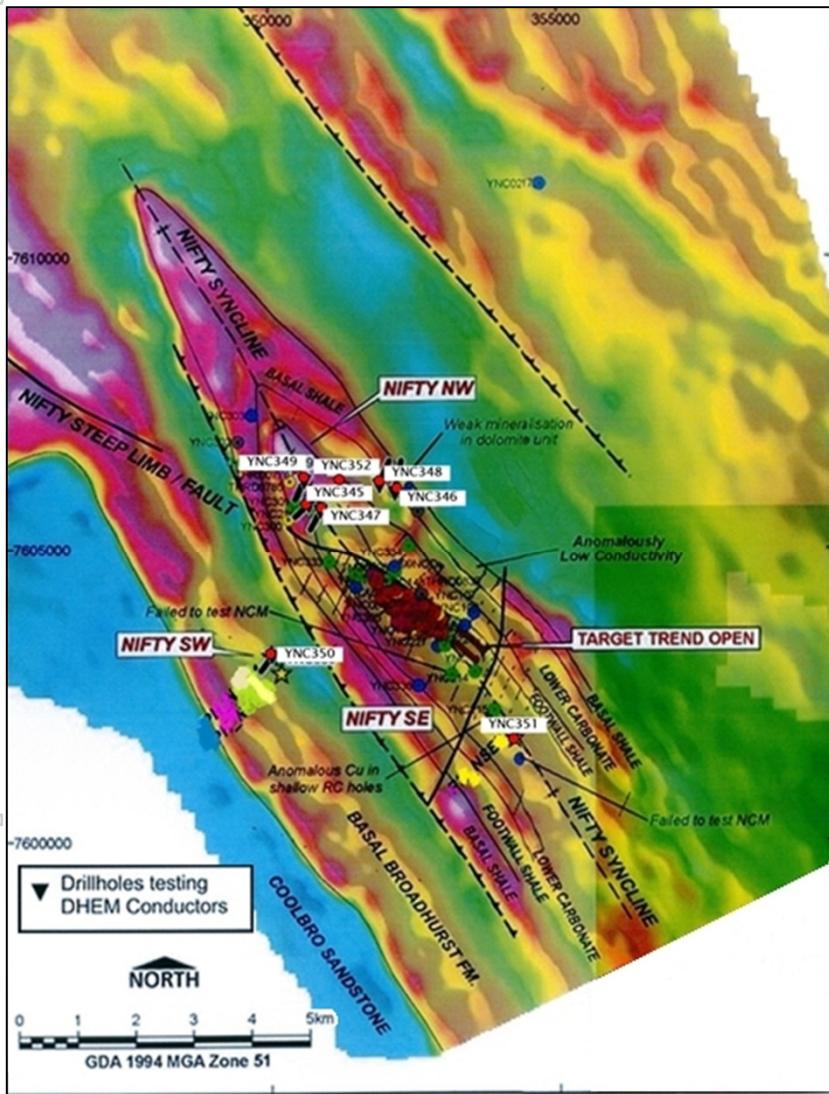 350000
355000
YNC0217
7610000
NIFTY SYNCLINE
BASAL SHALE
NIFTY NW
NIFTY STEEP LIMB / FAULT
Weak mineralisation
in dolomite unit
YNC349
YNC352
YNC348
YNC345
YNC346
YNC347
7605000
Anomalously
Low Conductivity
Failed to test NCM
NIFTY SW
YNC350
TARGET TREND OPEN
NIFTY SE
YNC351
LOWER CARBONATE
FOOTWALL SHALE
BASAL SHALE
NSE
Anomalous Cu in
shallow RC holes
Failed to test NCM
7600000
BASAL SHALE
FOOTWALL SHALE
LOWER CARBONATE
NIFTY SYNCLINE
BASAL BROADHURST FM.
COOLBRO SANDSTONE
Drillholes testing
DHEM Conductors
NORTH
0 1 2 3 4 5km
GDA 1994 MGA Zone 51